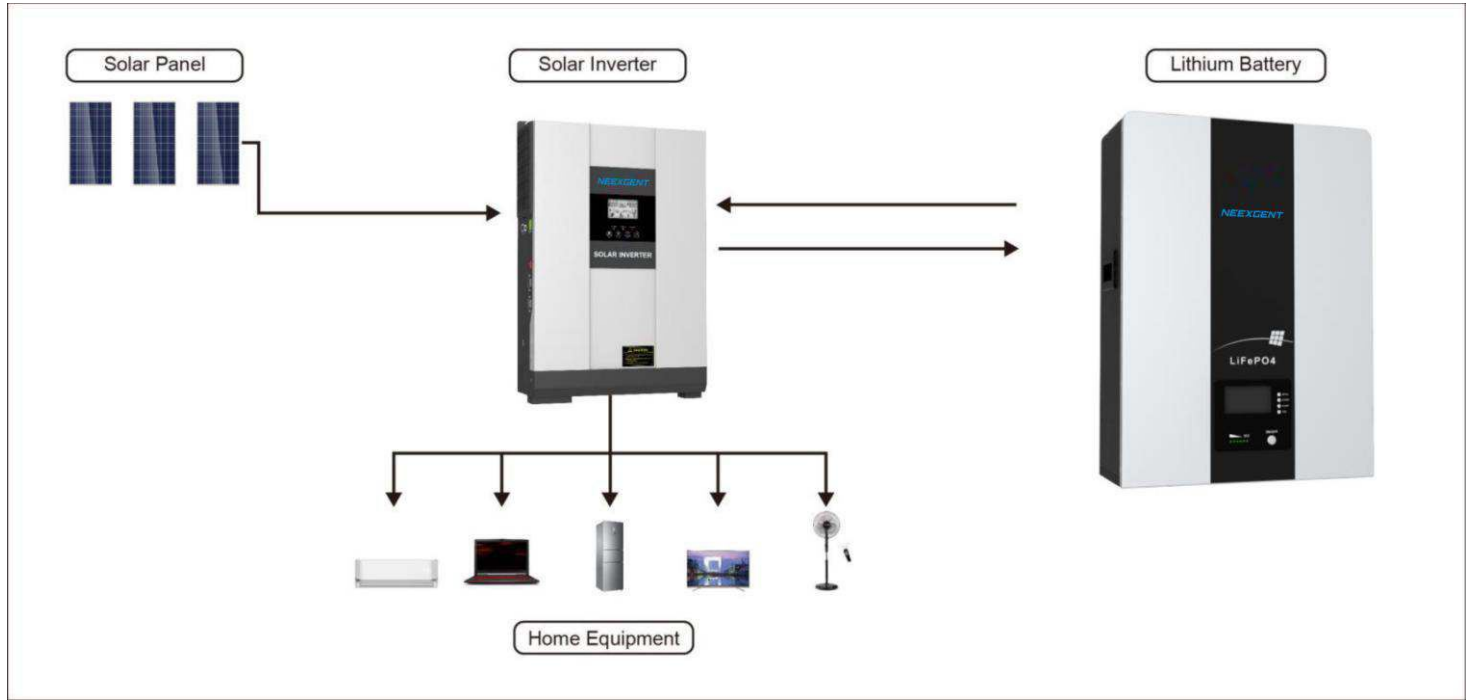 Solar Panel
Solar Inverter
Lithium Battery
NEEXGENT
SOLAR INVERTER
NEEXGENT
LiFePO4
Home Equipment